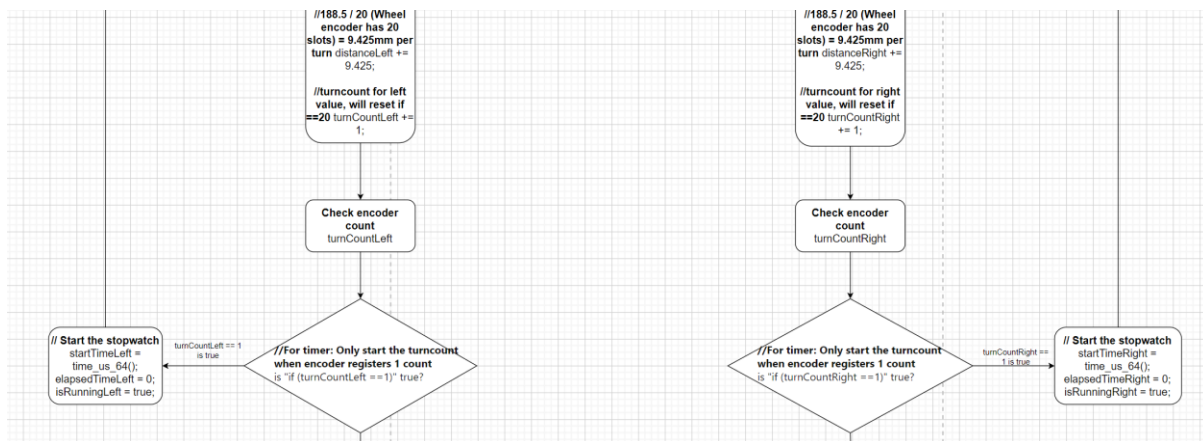 //188.5 / 20 (Wheel
encoder has 20
slots) = 9.425mm per
turn distanceLeft +=
9.425;
//turncount for left
value, will reset if
==20 turnCountLeft +=
1;
Check encoder
count
turnCountLeft
//For timer: Only start the turncount
when encoder registers 1 count
is "if (turnCountLeft ==1)" true?
turnCountLeft == 1
is true
// Start the stopwatch
startTimeLeft =
time_us_64();
elapsedTimeLeft = 0;
isRunningLeft = true;
//188.5 / 20 (Wheel
encoder has 20
slots) = 9.425mm per
turn distanceRight +=
9.425;
//turncount for right
value, will reset if
==20 turnCountRight
+= 1;
Check encoder
count
turnCountRight
//For timer: Only start the turncount
when encoder registers 1 count
is "if (turnCountRight ==1)" true?
turnCountRight ==
1 is true
// Start the stopwatch
startTimeRight =
time_us_64();
elapsedTimeRight = 0;
isRunningRight = true;